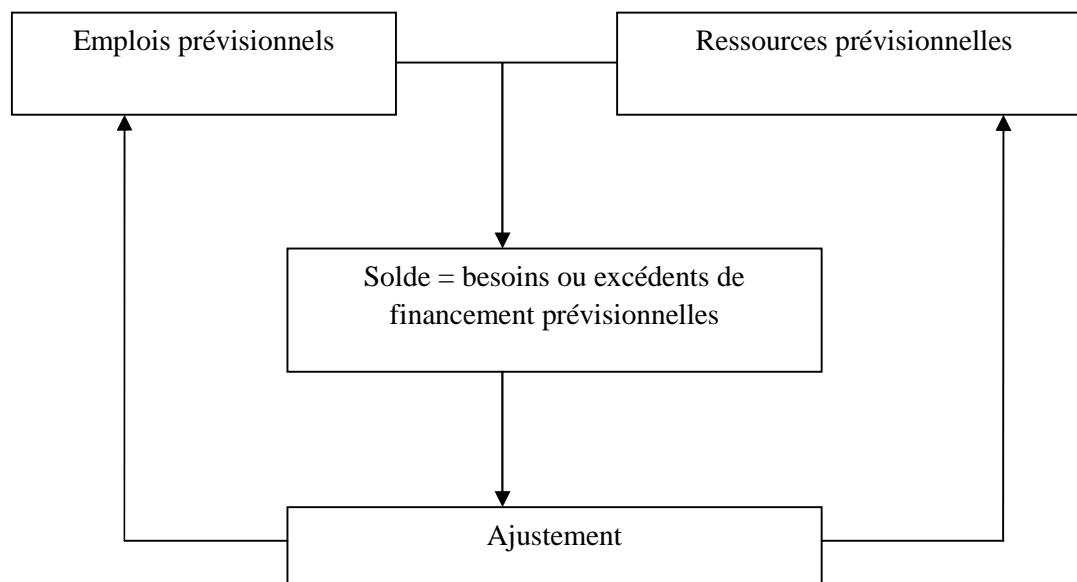 Emplois prévisionnels
Ressources prévisionnelles
Solde = besoins ou excédents de
financement prévisionnelles
Ajustement